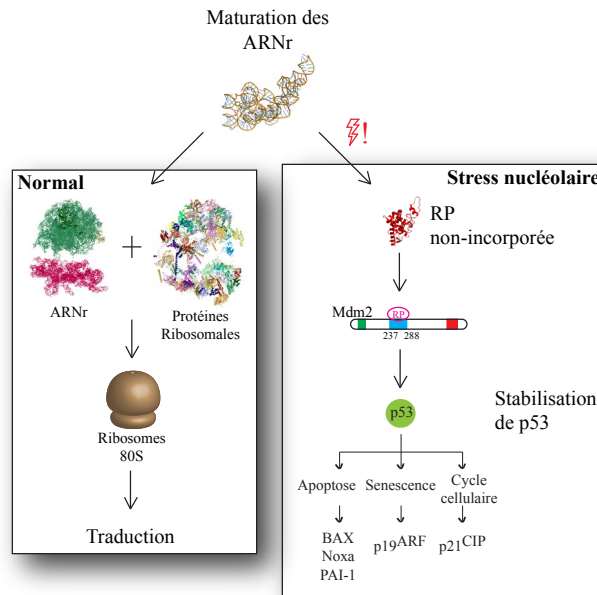 Maturation des
ARNr
!
Normal
ARNr
+
Protéines
Ribosomales
Ribosomes
80S
Traduction
Stress nucléolaire
RP
non-incorporée
Mdm2
RP
237 288
p53
Stabilisation
de p53
Apoptose Senescence Cycle
cellulaire
BAX
Noxa
PAI-1
p19ARF
p21CIP